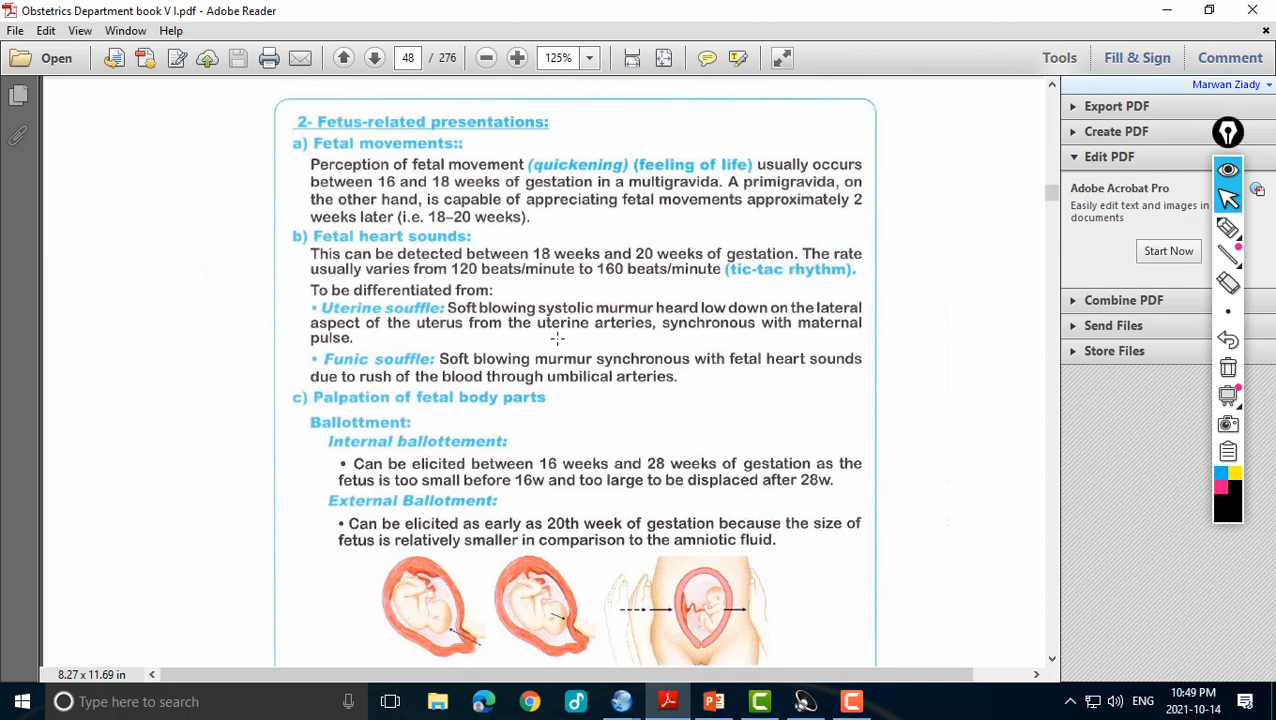 Obstetrics Department book V I.pdf - Adobe Reader
File Edit View Window Help
Open 48 / 276 125% Tools Fill & Sign Comment
Marwan Ziady
Export PDF
Create PDF
Edit PDF
Adobe Acrobat Pro
Easily edit text and images in
documents
Start Now
Combine PDF
Send Files
Store Files
2- Fetus-related presentations:
a) Fetal movements::
Perception of fetal movement (quickening) (feeling of life) usually occurs
between 16 and 18 weeks of gestation in a multigravida. A primigravida, on
the other hand, is capable of appreciating fetal movements approximately 2
weeks later (i.e. 18–20 weeks).
b) Fetal heart sounds:
This can be detected between 18 weeks and 20 weeks of gestation. The rate
usually varies from 120 beats/minute to 160 beats/minute (tic-tac rhythm).
To be differentiated from:
• Uterine souffle: Soft blowing systolic murmur heard low down on the lateral
aspect of the uterus from the uterine arteries, synchronous with maternal
pulse.
• Funic souffle: Soft blowing murmur synchronous with fetal heart sounds
due to rush of the blood through umbilical arteries.
c) Palpation of fetal body parts
Ballottment:
Internal ballottement:
• Can be elicited between 16 weeks and 28 weeks of gestation as the
fetus is too small before 16w and too large to be displaced after 28w.
External Ballotment:
• Can be elicited as early as 20th week of gestation because the size of
fetus is relatively smaller in comparison to the amniotic fluid.
8.27 x 11.69 in
Type here to search
ENG
10:49 PM
2021-10-14